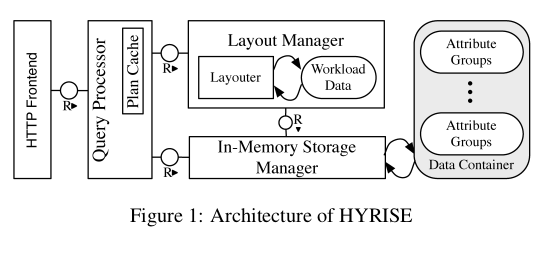 HTTP Frontend
R▸
Query Processor
Plan Cache
R▸
R▸
Layout Manager
Layouter
Workload
Data
R
▾
In-Memory Storage
Manager
Attribute
Groups
Attribute
Groups
Data Container
Figure 1: Architecture of HYRISE